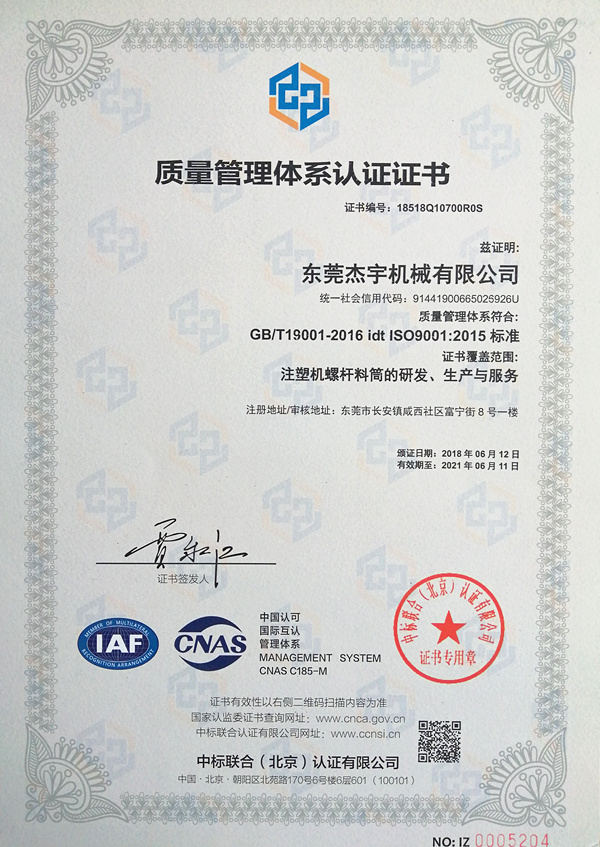 质量管理体系认证证书
证书编号：18518Q10700R0S
兹证明:
东莞杰宇机械有限公司
统一社会信用代码：91441900665025926U
质量管理体系符合:
GB/T19001-2016 idt ISO9001:2015 标准
证书覆盖范围:
注塑机螺杆料筒的研发、生产与服务
注册地址/审核地址：东莞市长安镇咸西社区富宁街 8 号一楼
颁证日期：2018 年 06 月 12 日
有效期至：2021 年 06 月 11 日
证书签发人
MEMBER OF MULTILATERAL
IAF
RECOGNITION ARRANGEMENT
CNAS
中国认可
国际互认
管理体系
MANAGEMENT SYSTEM
CNAS C185-M
中标联合（北京）认证有限公司
证书专用章
证书有效性以右侧二维码扫描内容为准
国家认监委证书查询网址：www.cnca.gov.cn
中标联合认证有限公司网址：www.ccnsi.cn
中标联合（北京）认证有限公司
中国·北京·朝阳区北苑路170号6号楼6层601（100101）
NO: IZ 0005204